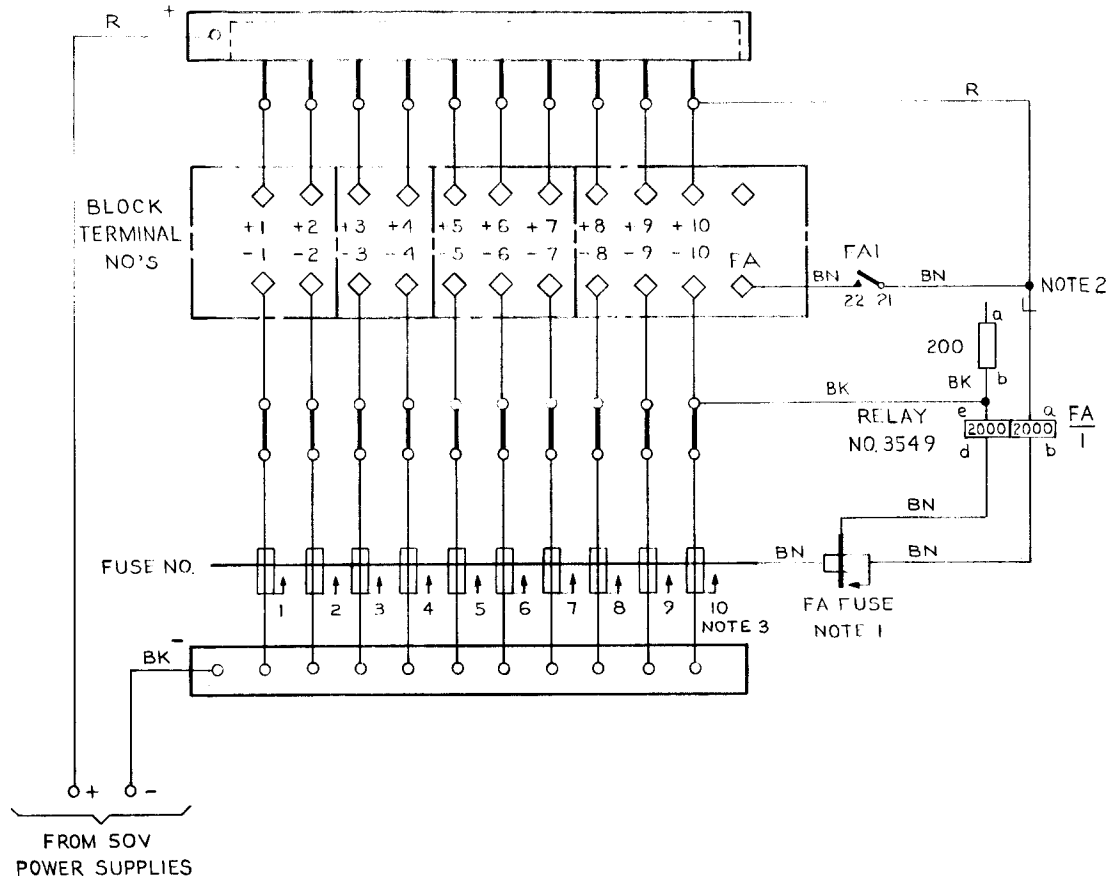 R +
R
BLOCK
TERMINAL
NO'S
+1 +2 +3 +4 +5 +6 +7 +8 +9 +10
-1 -2 -3 -4 -5 -6 -7 -8 -9 -10 FA
BN FA1 BN
22 21
NOTE 2
a
200
b
BK BK
RELAY
NO. 3549
e a
2000 2000
d b
FA
1
BN
FUSE NO.
BN BN
1 2 3 4 5 6 7 8 9 10
NOTE 3
FA FUSE
NOTE 1
BK -
+ -
FROM 50V
POWER SUPPLIES